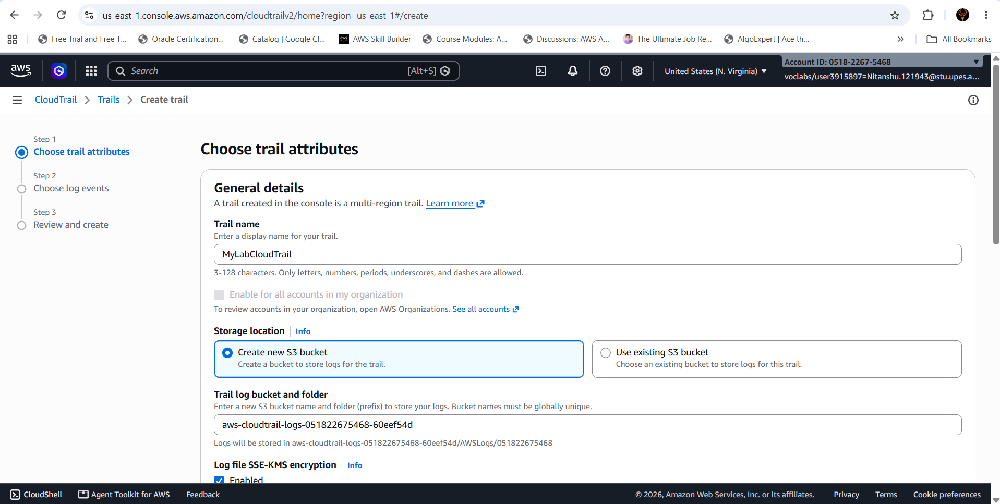 us-east-1.console.aws.amazon.com/cloudtrailv2/home?region=us-east-1#/create
Free Trial and Free T... Oracle Certification... Catalog | Google Cl... aws AWS Skill Builder Course Modules: A... Discussions: AWS A... The Ultimate Job Re... AlgoExpert | Ace th... » All Bookmarks
aws Search [Alt+S] United States (N. Virginia) Account ID: 0518-2267-5468
voclabs/user3915897=Nitanshu.121943@stu.upes.a...
CloudTrail Trails Create trail
Step 1
Choose trail attributes
Step 2
Choose log events
Step 3
Review and create
Choose trail attributes
General details
A trail created in the console is a multi-region trail. Learn more
Trail name
Enter a display name for your trail.
MyLabCloudTrail
3-128 characters. Only letters, numbers, periods, underscores, and dashes are allowed.
Enable for all accounts in my organization
To review accounts in your organization, open AWS Organizations. See all accounts
Storage location Info
Create new S3 bucket
Create a bucket to store logs for the trail.
Use existing S3 bucket
Choose an existing bucket to store logs for this trail.
Trail log bucket and folder
Enter a new S3 bucket name and folder (prefix) to store your logs. Bucket names must be globally unique.
aws-cloudtrail-logs-051822675468-60eef54d
Logs will be stored in aws-cloudtrail-logs-051822675468-60eef54d/AWSLogs/051822675468
Log file SSE-KMS encryption Info
Enabled
CloudShell Agent Toolkit for AWS Feedback © 2026, Amazon Web Services, Inc. or its affiliates. Privacy Terms Cookie preferences